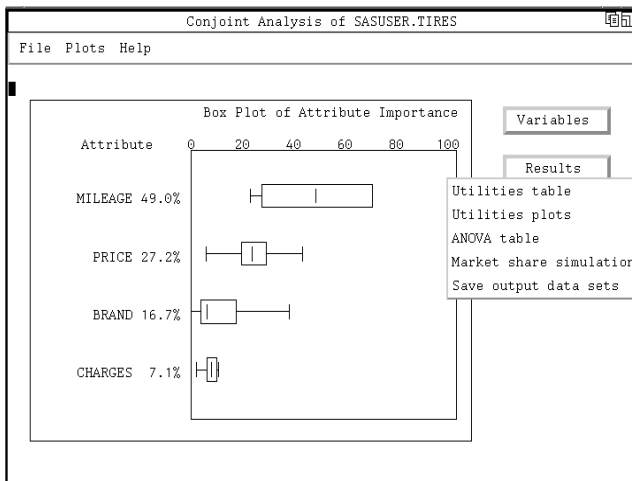 Conjoint Analysis of SASUSER.TIRES
File Plots Help
Box Plot of Attribute Importance
Variables
Attribute 0 20 40 60 80 100
Results
MILEAGE 49.0%
Utilities table
Utilities plots
ANOVA table
PRICE 27.2%
Market share simulation
Save output data sets
BRAND 16.7%
CHARGES 7.1%